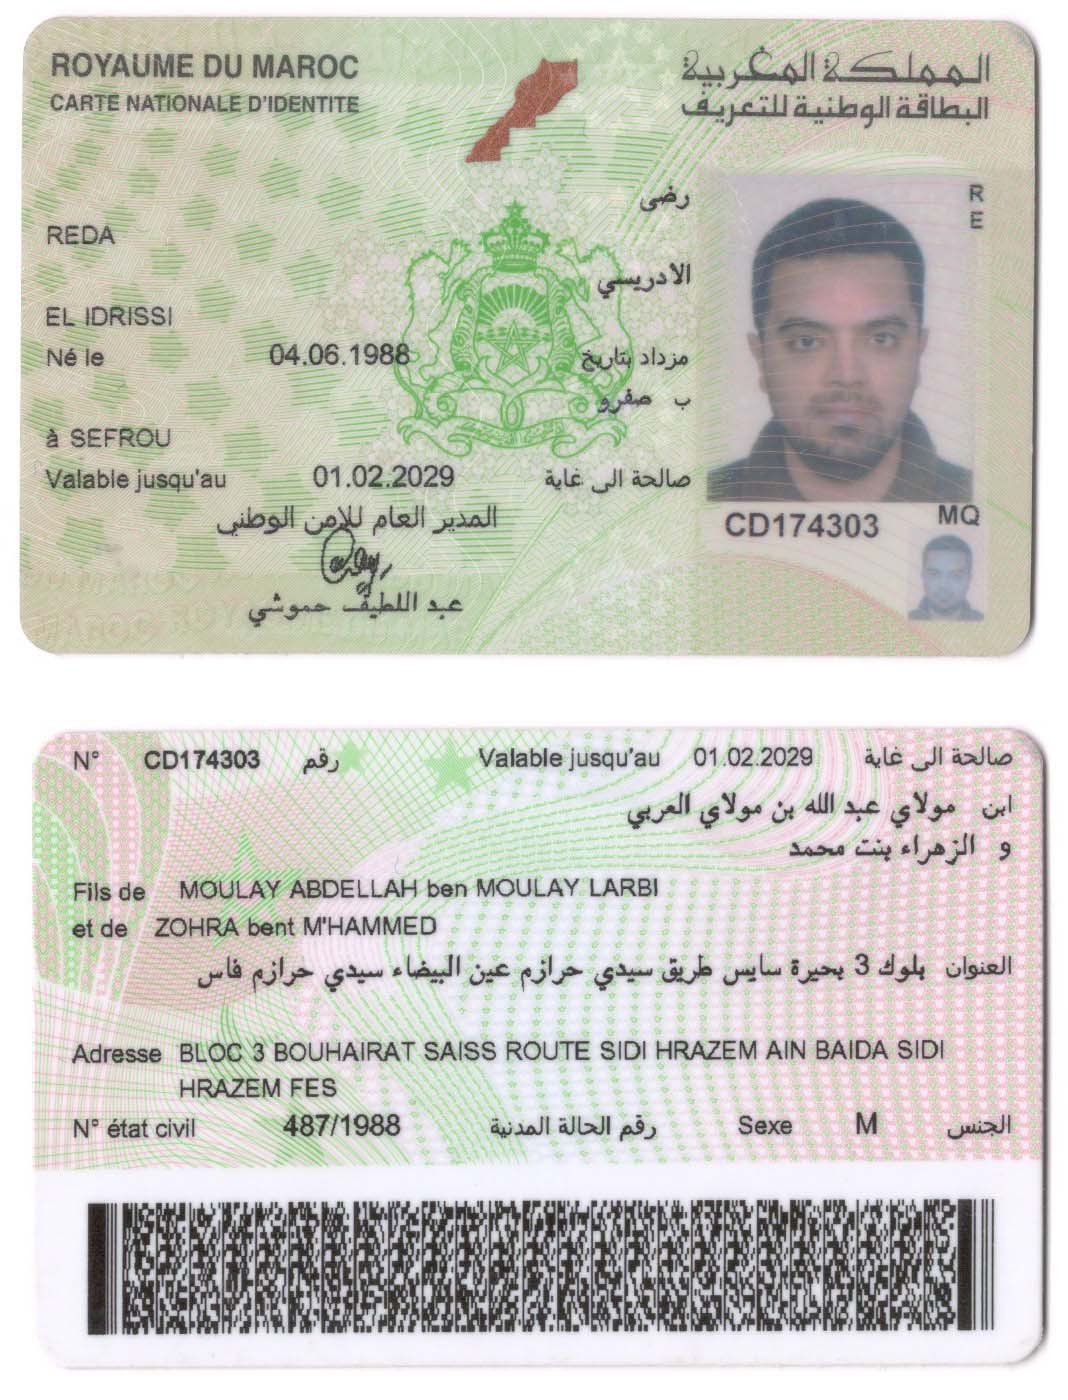 ROYAUME DU MAROC
المملكة المغربية
CARTE NATIONALE D'IDENTITE
البطاقة الوطنية للتعريف
رضى
REDA
الادريسي
EL IDRISSI
Né le 04.06.1988 مزداد بتاريخ
ب صفرو
à SEFROU
Valable jusqu'au 01.02.2029 صالحة الى غاية
المدير العام للامن الوطني
عبد اللطيف حموشي
R
E
CD174303
MQ
N° CD174303 رقم Valable jusqu'au 01.02.2029 صالحة الى غاية
ابن مولاي عبد الله بن مولاي العربي
و الزهراء بنت محمد
Fils de MOULAY ABDELLAH ben MOULAY LARBI
et de ZOHRA bent M'HAMMED
العنوان بلوك 3 بحيرة سايس طريق سيدي حرازم عين البيضاء سيدي حرازم فاس
Adresse BLOC 3 BOUHAIRAT SAISS ROUTE SIDI HRAZEM AIN BAIDA SIDI
HRAZEM FES
N° état civil 487/1988 رقم الحالة المدنية Sexe M الجنس